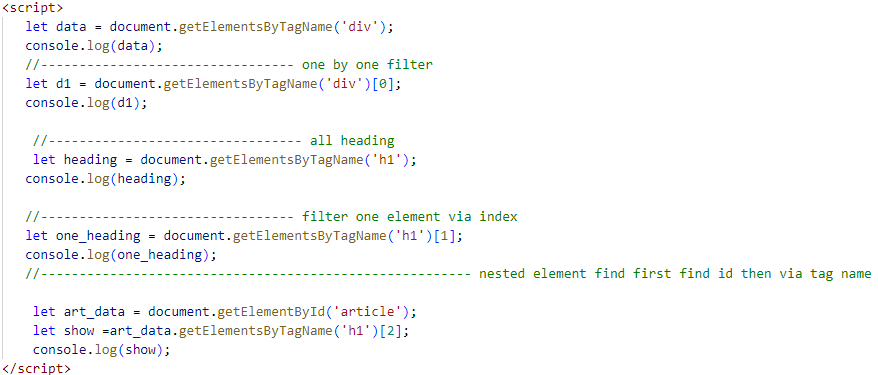 <script>
let data = document.getElementsByTagName('div');
console.log(data);
//--------------------------------- one by one filter
let d1 = document.getElementsByTagName('div')[0];
console.log(d1);
//--------------------------------- all heading
let heading = document.getElementsByTagName('h1');
console.log(heading);
//--------------------------------- filter one element via index
let one_heading = document.getElementsByTagName('h1')[1];
console.log(one_heading);
//-------------------------------------------------------- nested element find first find id then via tag name
let art_data = document.getElementById('article');
let show =art_data.getElementsByTagName('h1')[2];
console.log(show);
</script>